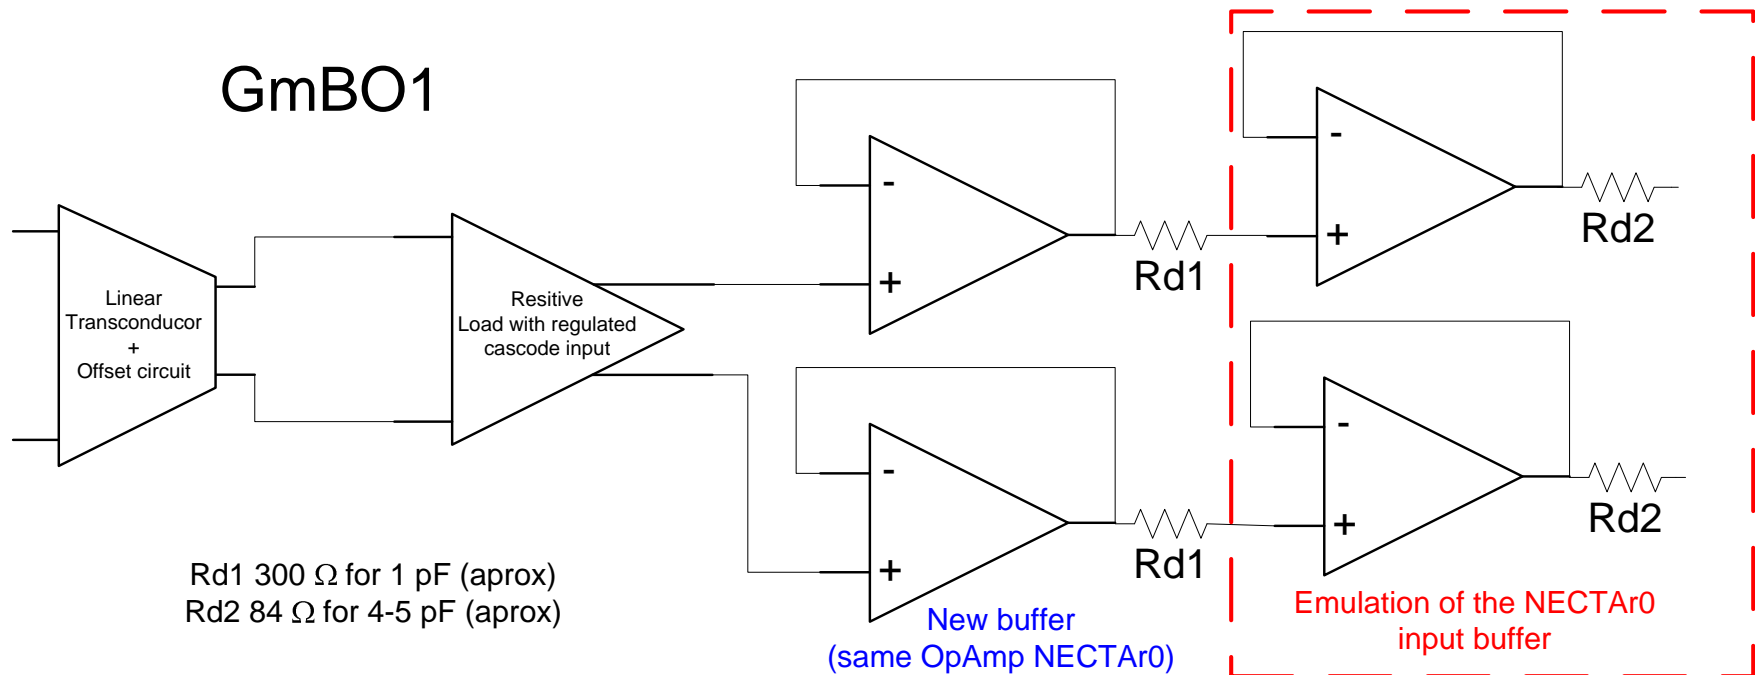 GmBO1
Linear
Transconducor
+
Offset circuit
Resitive
Load with regulated
cascode input
-
+
Rd1
-
+
Rd2
-
+
Rd1
-
+
Rd2
Rd1 300 Ω for 1 pF (aprox)
Rd2 84 Ω for 4-5 pF (aprox)
New buffer
(same OpAmp NECTAr0)
Emulation of the NECTAr0
input buffer